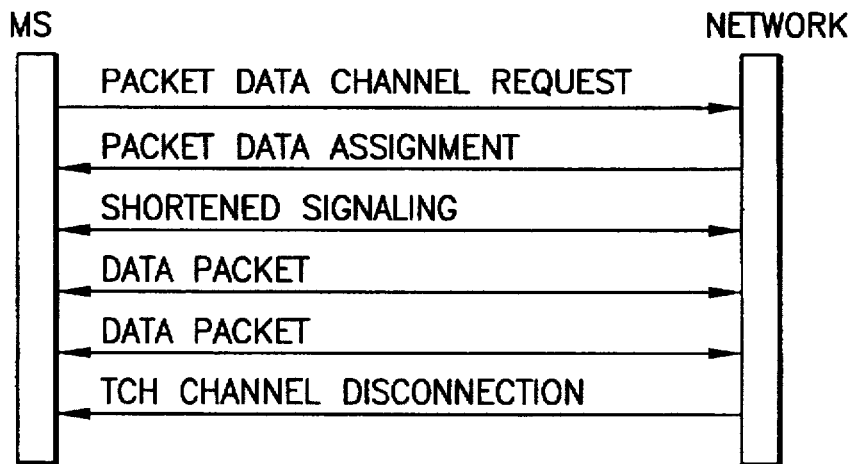 MS
NETWORK
PACKET DATA CHANNEL REQUEST
PACKET DATA ASSIGNMENT
SHORTENED SIGNALING
DATA PACKET
DATA PACKET
TCH CHANNEL DISCONNECTION